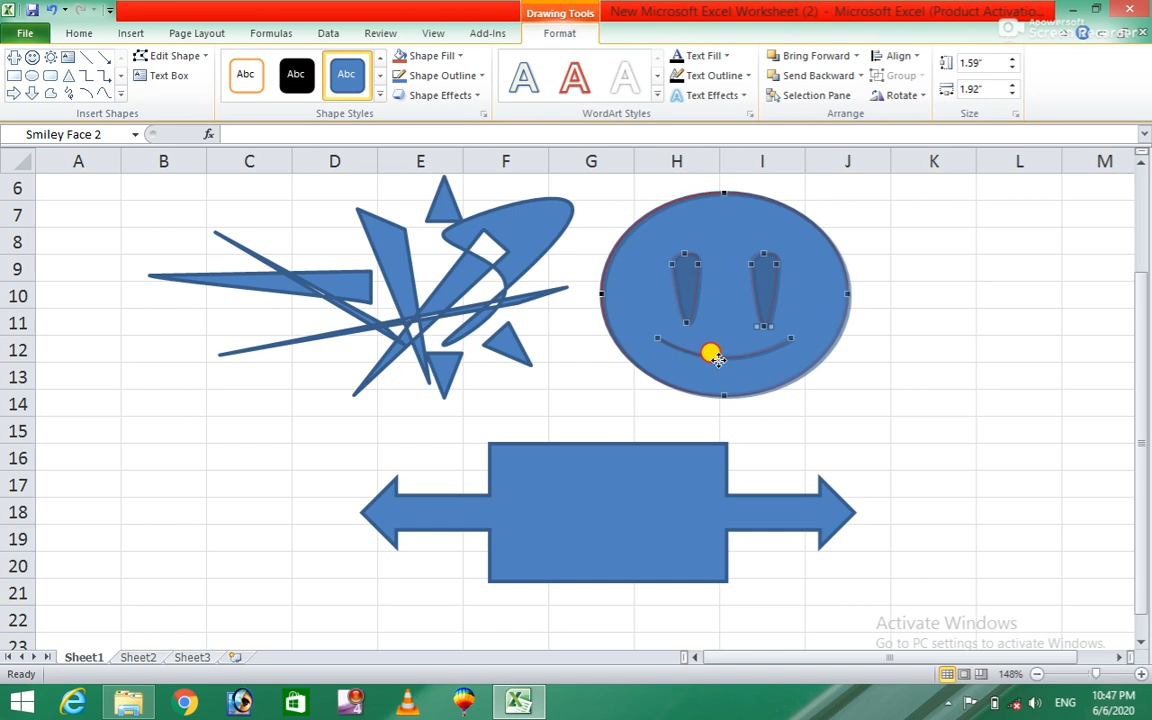 Drawing Tools
New Microsoft Excel Worksheet (2) - Microsoft Excel (Product Activatio...
Apowersoft
Screen Recorder
File Home Insert Page Layout Formulas Data Review View Add-Ins Format
Edit Shape
Text Box
Insert Shapes
Abc Abc Abc
Shape Fill
Shape Outline
Shape Effects
Shape Styles
A A A
Text Fill
Text Outline
Text Effects
WordArt Styles
Bring Forward
Send Backward
Selection Pane
Align
Group
Rotate
Arrange
1.59"
1.92"
Size
Smiley Face 2 fx
A B C D E F G H I J K L M
6
7
8
9
10
11
12
13
14
15
16
17
18
19
20
21
22
23
Activate Windows
Go to PC settings to activate Windows.
Sheet1 Sheet2 Sheet3
Ready 148%
ENG
10:47 PM
6/6/2020